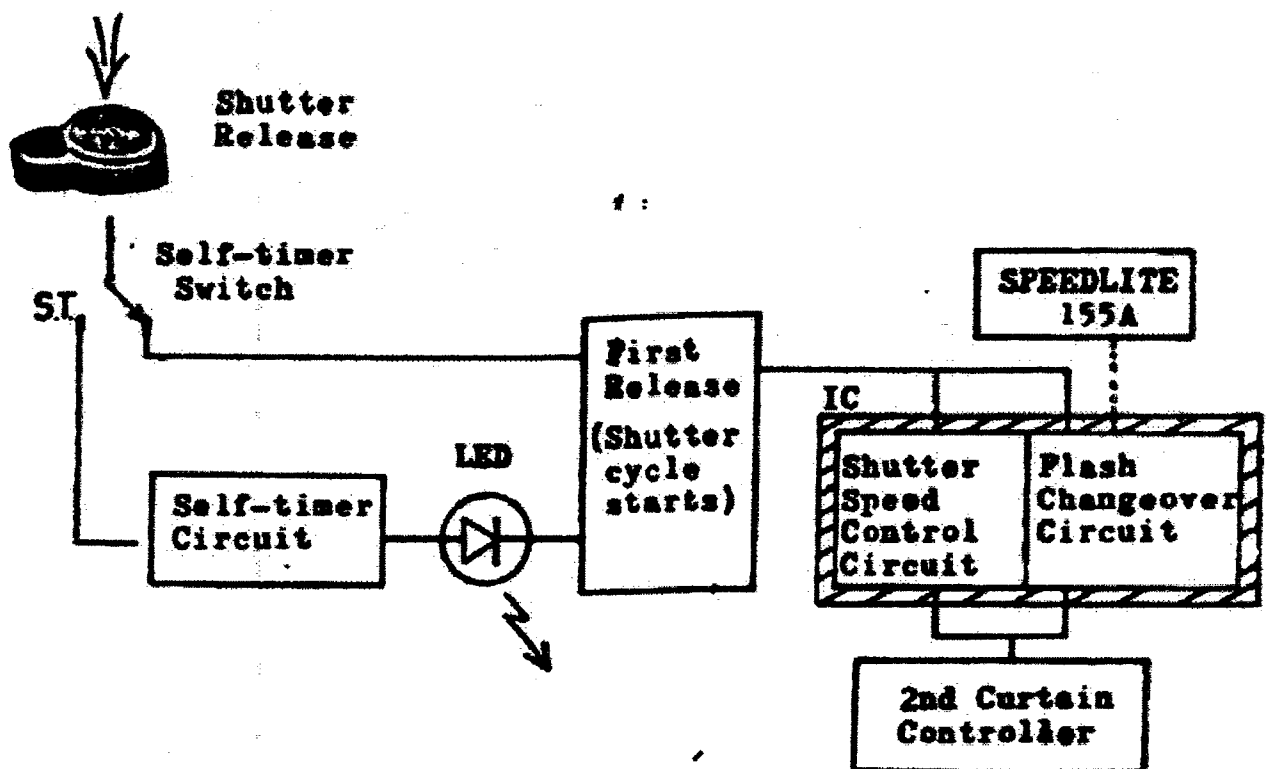 Shutter
Release
Self-timer
Switch
S.T.
SPEEDLITE
155A
First
Release
(Shutter
cycle
starts)
IC
LED
Self-timer
Circuit
Shutter
Speed
Control
Circuit
Flash
Changeover
Circuit
2nd Curtain
Controller